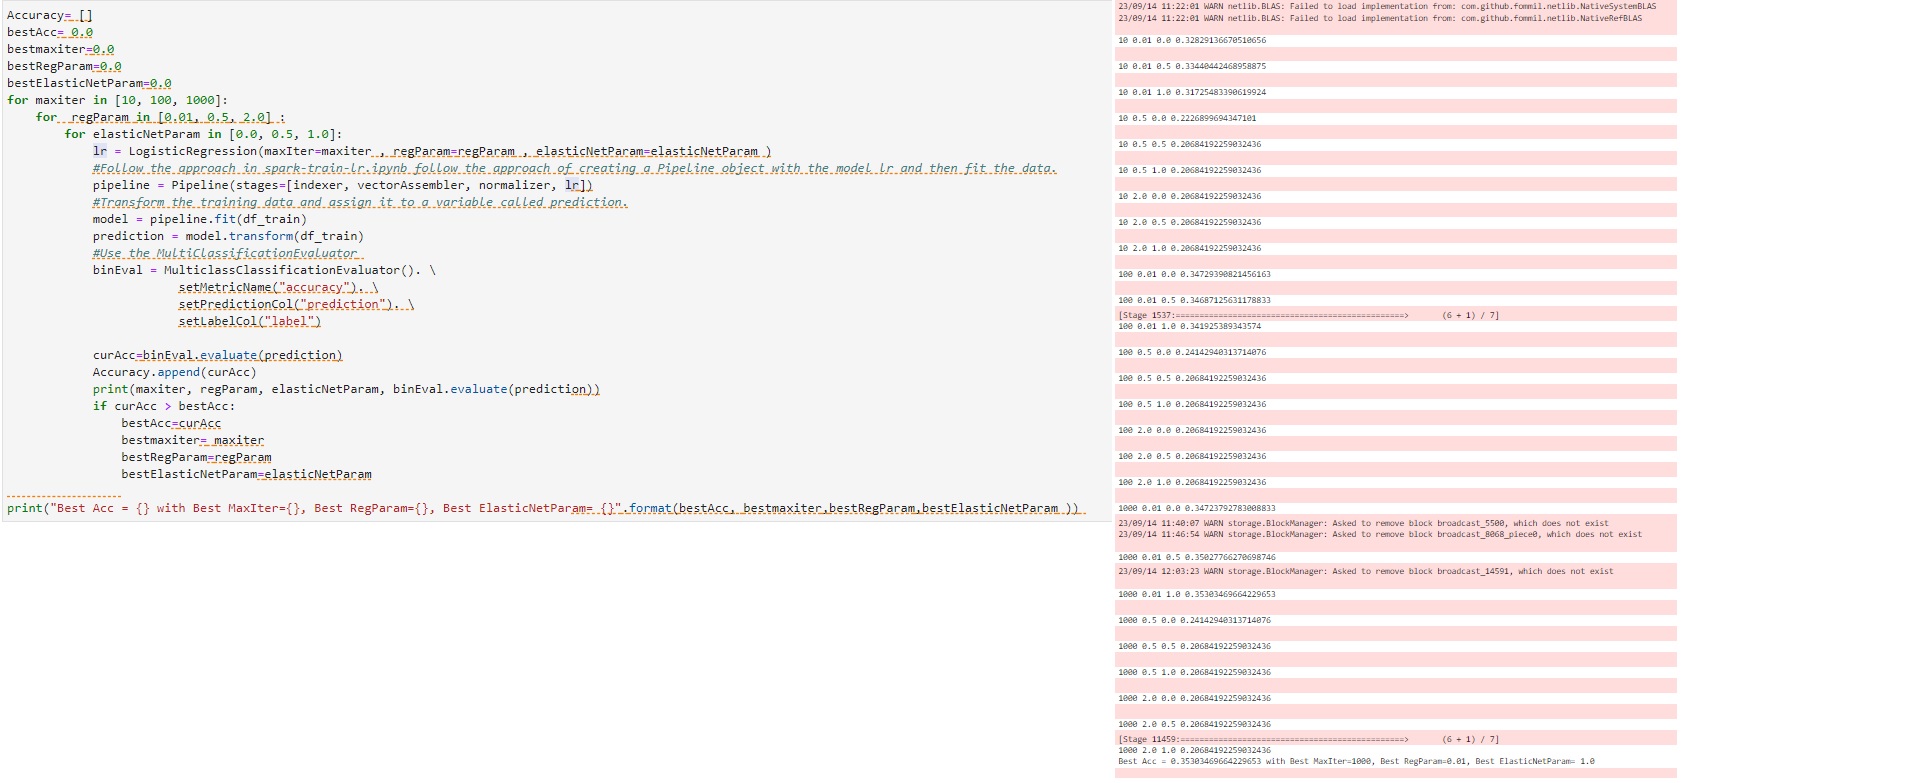 Accuracy= []
bestAcc= 0.0
bestmaxiter=0.0
bestRegParam=0.0
bestElasticNetParam=0.0
for maxiter in [10, 100, 1000]:
    for  regParam in [0.01, 0.5, 2.0] :
        for elasticNetParam in [0.0, 0.5, 1.0]:
            lr = LogisticRegression(maxIter=maxiter , regParam=regParam , elasticNetParam=elasticNetParam )
            #Follow the approach in spark-train-lr.ipynb follow the approach of creating a Pipeline object with the model lr and then fit the data.
            pipeline = Pipeline(stages=[indexer, vectorAssembler, normalizer, lr])
            #Transform the training data and assign it to a variable called prediction.
            model = pipeline.fit(df_train)
            prediction = model.transform(df_train)
            #Use the MultiClassificationEvaluator
            binEval = MulticlassClassificationEvaluator(). \
                        setMetricName("accuracy"). \
                        setPredictionCol("prediction"). \
                        setLabelCol("label")
            curAcc=binEval.evaluate(prediction)
            Accuracy.append(curAcc)
            print(maxiter, regParam, elasticNetParam, binEval.evaluate(prediction))
            if curAcc > bestAcc:
                bestAcc=curAcc
                bestmaxiter= maxiter
                bestRegParam=regParam
                bestElasticNetParam=elasticNetParam
print("Best Acc = {} with Best MaxIter={}, Best RegParam={}, Best ElasticNetParam= {}".format(bestAcc, bestmaxiter,bestRegParam,bestElasticNetParam ))
23/09/14 11:22:01 WARN netlib.BLAS: Failed to load implementation from: com.github.fommil.netlib.NativeSystemBLAS
23/09/14 11:22:01 WARN netlib.BLAS: Failed to load implementation from: com.github.fommil.netlib.NativeRefBLAS
10 0.01 0.0 0.32829136670510656
10 0.01 0.5 0.33440442468958875
10 0.01 1.0 0.31725483390619924
10 0.5 0.0 0.2226899694347101
10 0.5 0.5 0.20684192259032436
10 0.5 1.0 0.20684192259032436
10 2.0 0.0 0.20684192259032436
10 2.0 0.5 0.20684192259032436
10 2.0 1.0 0.20684192259032436
100 0.01 0.0 0.34729390821456163
100 0.01 0.5 0.34687125631178833
[Stage 1537:================================================>       (6 + 1) / 7]
100 0.01 1.0 0.341925389343574
100 0.5 0.0 0.24142940313714076
100 0.5 0.5 0.20684192259032436
100 0.5 1.0 0.20684192259032436
100 2.0 0.0 0.20684192259032436
100 2.0 0.5 0.20684192259032436
100 2.0 1.0 0.20684192259032436
1000 0.01 0.0 0.34723792783008833
23/09/14 11:40:07 WARN storage.BlockManager: Asked to remove block broadcast_5500, which does not exist
23/09/14 11:46:54 WARN storage.BlockManager: Asked to remove block broadcast_8068_piece0, which does not exist
1000 0.01 0.5 0.35027766270698746
23/09/14 12:03:23 WARN storage.BlockManager: Asked to remove block broadcast_14591, which does not exist
1000 0.01 1.0 0.35303469664229653
1000 0.5 0.0 0.24142940313714076
1000 0.5 0.5 0.20684192259032436
1000 0.5 1.0 0.20684192259032436
1000 2.0 0.0 0.20684192259032436
1000 2.0 0.5 0.20684192259032436
[Stage 11459:===============================================>       (6 + 1) / 7]
1000 2.0 1.0 0.20684192259032436
Best Acc = 0.35303469664229653 with Best MaxIter=1000, Best RegParam=0.01, Best ElasticNetParam= 1.0